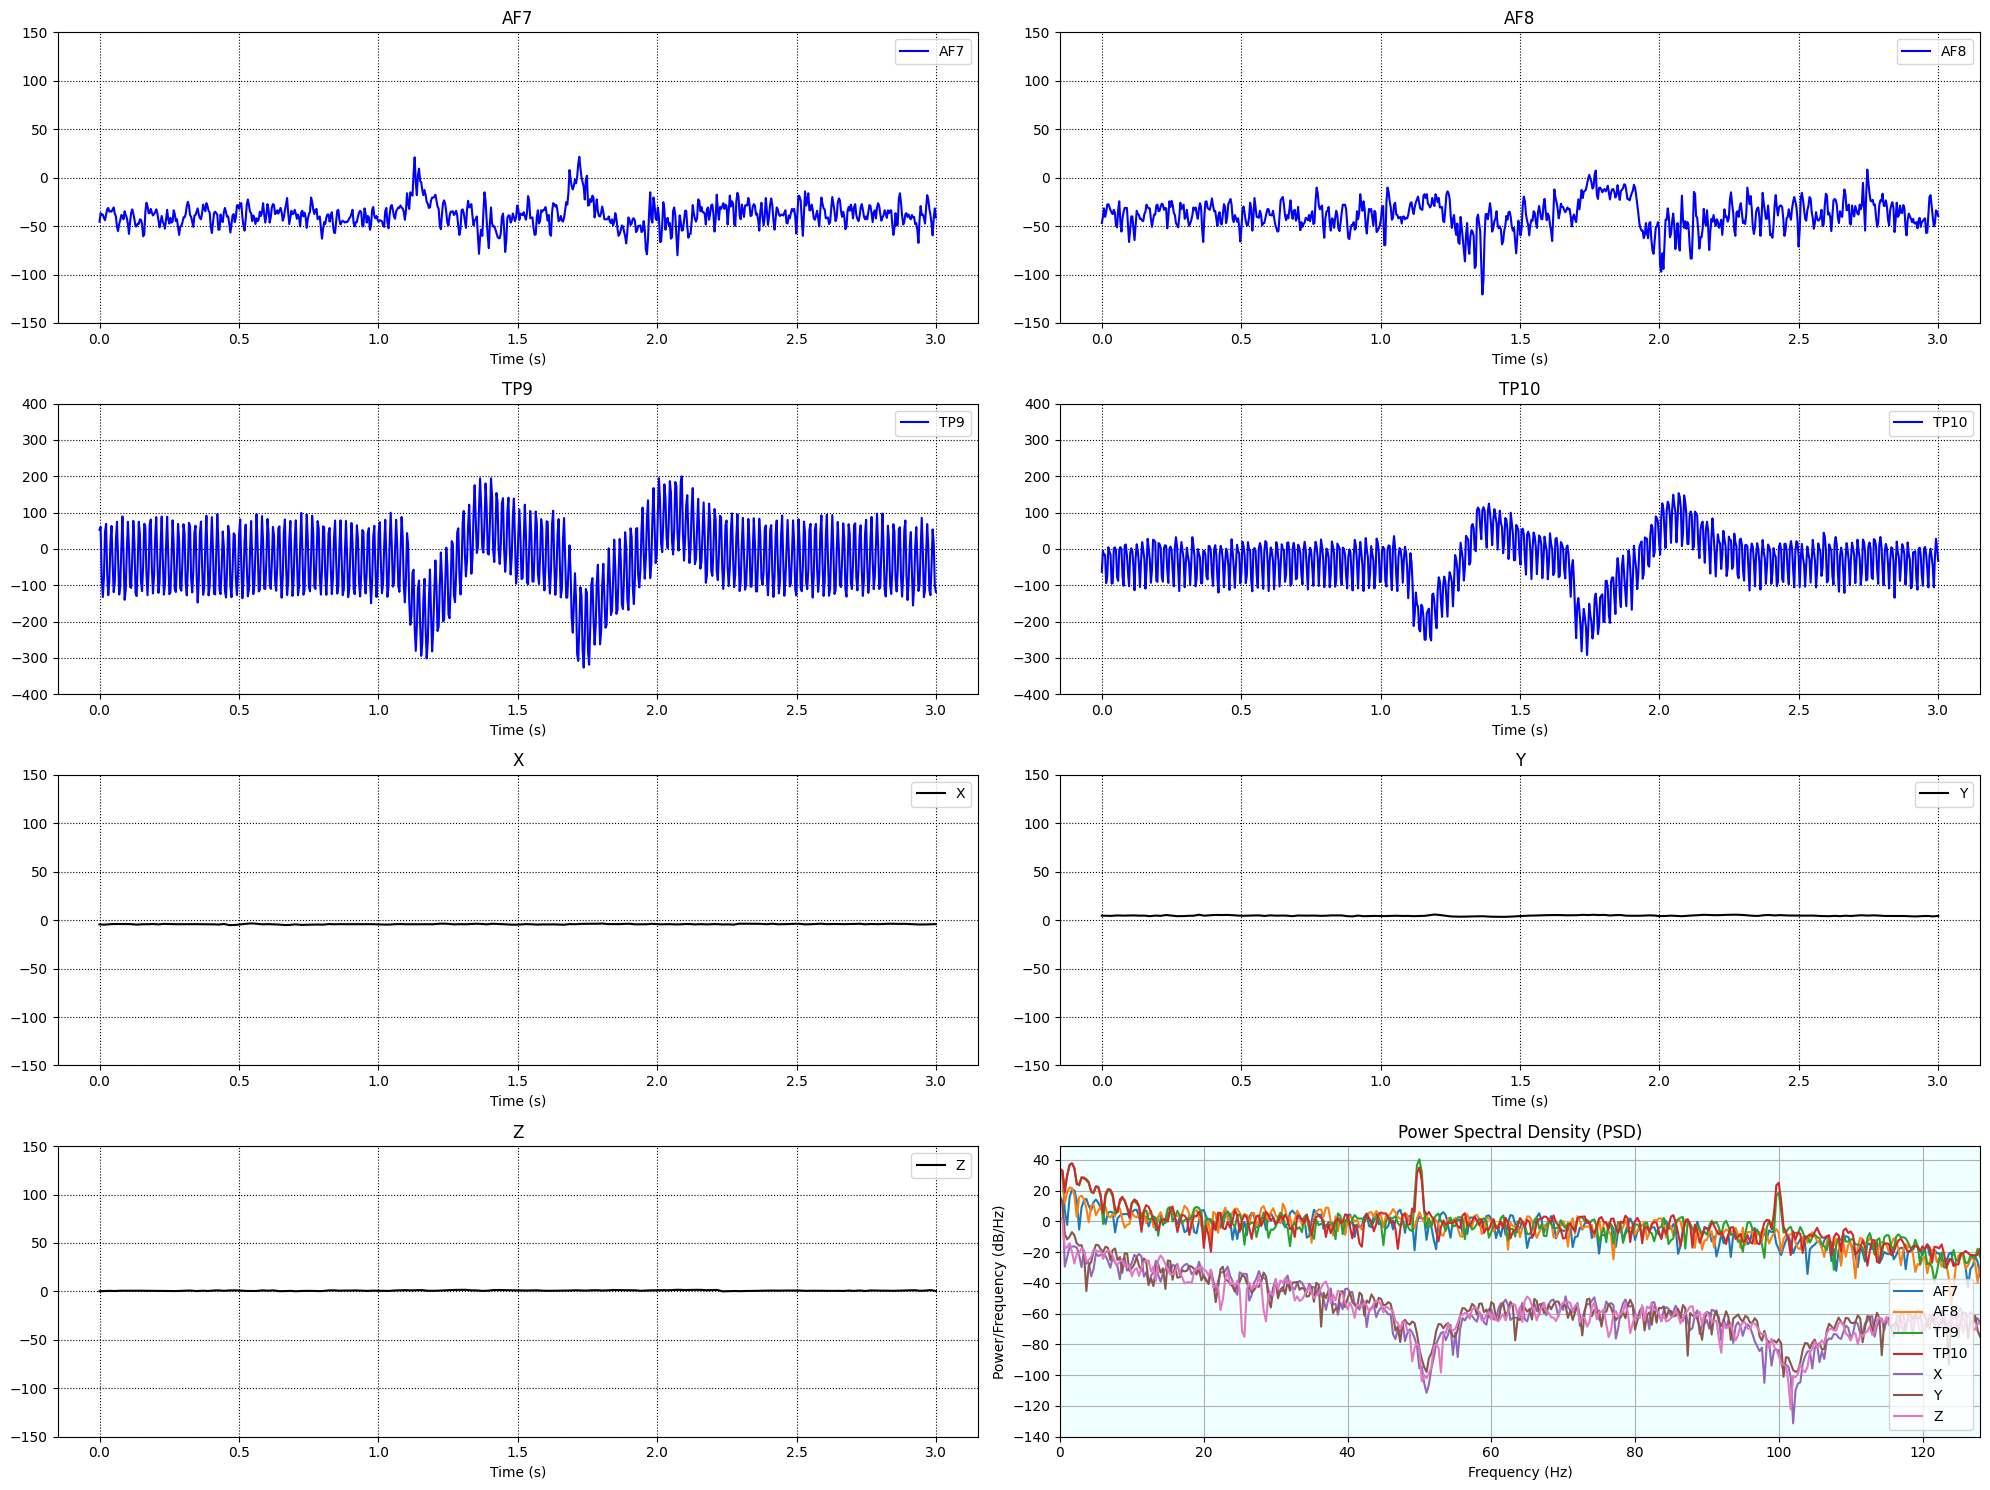 AF7
150
100
50
0
−50
−100
−150
0.0 0.5 1.0 1.5 2.0 2.5 3.0
Time (s)
AF7
AF8
150
100
50
0
−50
−100
−150
0.0 0.5 1.0 1.5 2.0 2.5 3.0
Time (s)
AF8
TP9
400
300
200
100
0
−100
−200
−300
−400
0.0 0.5 1.0 1.5 2.0 2.5 3.0
Time (s)
TP9
TP10
400
300
200
100
0
−100
−200
−300
−400
0.0 0.5 1.0 1.5 2.0 2.5 3.0
Time (s)
TP10
X
150
100
50
0
−50
−100
−150
0.0 0.5 1.0 1.5 2.0 2.5 3.0
Time (s)
X
Y
150
100
50
0
−50
−100
−150
0.0 0.5 1.0 1.5 2.0 2.5 3.0
Time (s)
Y
Z
150
100
50
0
−50
−100
−150
0.0 0.5 1.0 1.5 2.0 2.5 3.0
Time (s)
Z
Power Spectral Density (PSD)
Power/Frequency (dB/Hz)
40
20
0
−20
−40
−60
−80
−100
−120
−140
0 20 40 60 80 100 120
Frequency (Hz)
AF7
AF8
TP9
TP10
X
Y
Z